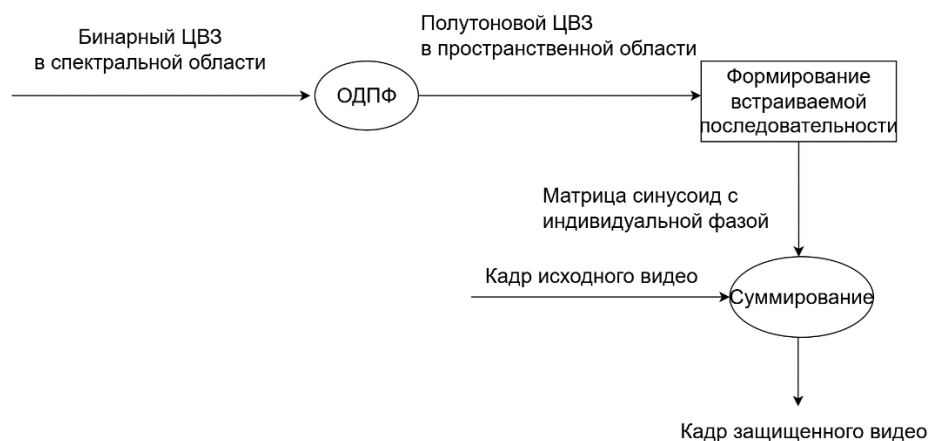 Бинарный ЦВЗ
в спектральной области
ОДПФ
Полутоновой ЦВЗ
в пространственной области
Формирование
встраиваемой
последовательности
Матрица синусоид с
индивидуальной фазой
Кадр исходного видео
Суммирование
Кадр защищенного видео